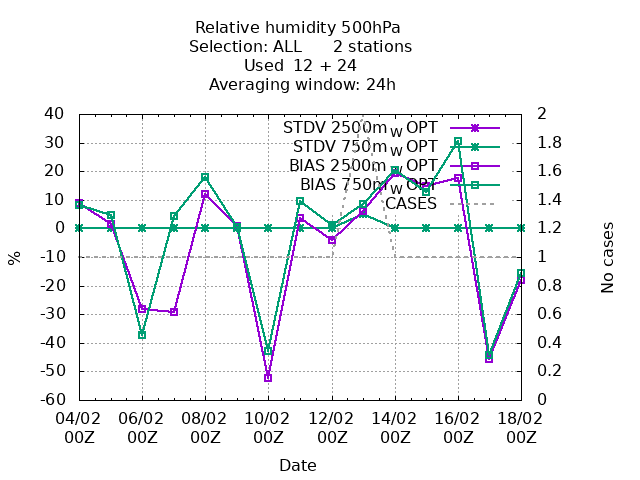 Relative humidity 500hPa
Selection: ALL 2 stations
Used 12 + 24
Averaging window: 24h
STDV 2500m_w OPT
STDV 750m_w OPT
BIAS 2500m_w OPT
BIAS 750m_w OPT
CASES
40
30
20
10
0
-10
-20
-30
-40
-50
-60
%
2
1.8
1.6
1.4
1.2
1
0.8
0.6
0.4
0.2
0
No cases
04/02 06/02 08/02 10/02 12/02 14/02 16/02 18/02
00Z 00Z 00Z 00Z 00Z 00Z 00Z 00Z
Date